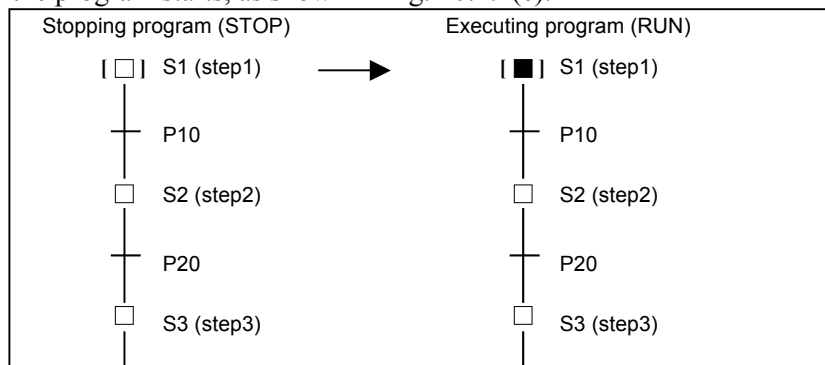 Stopping program (STOP) Executing program (RUN)
[ □ ] S1 (step1) [ ■ ] S1 (step1)
P10 P10
S2 (step2) S2 (step2)
P20 P20
S3 (step3) S3 (step3)